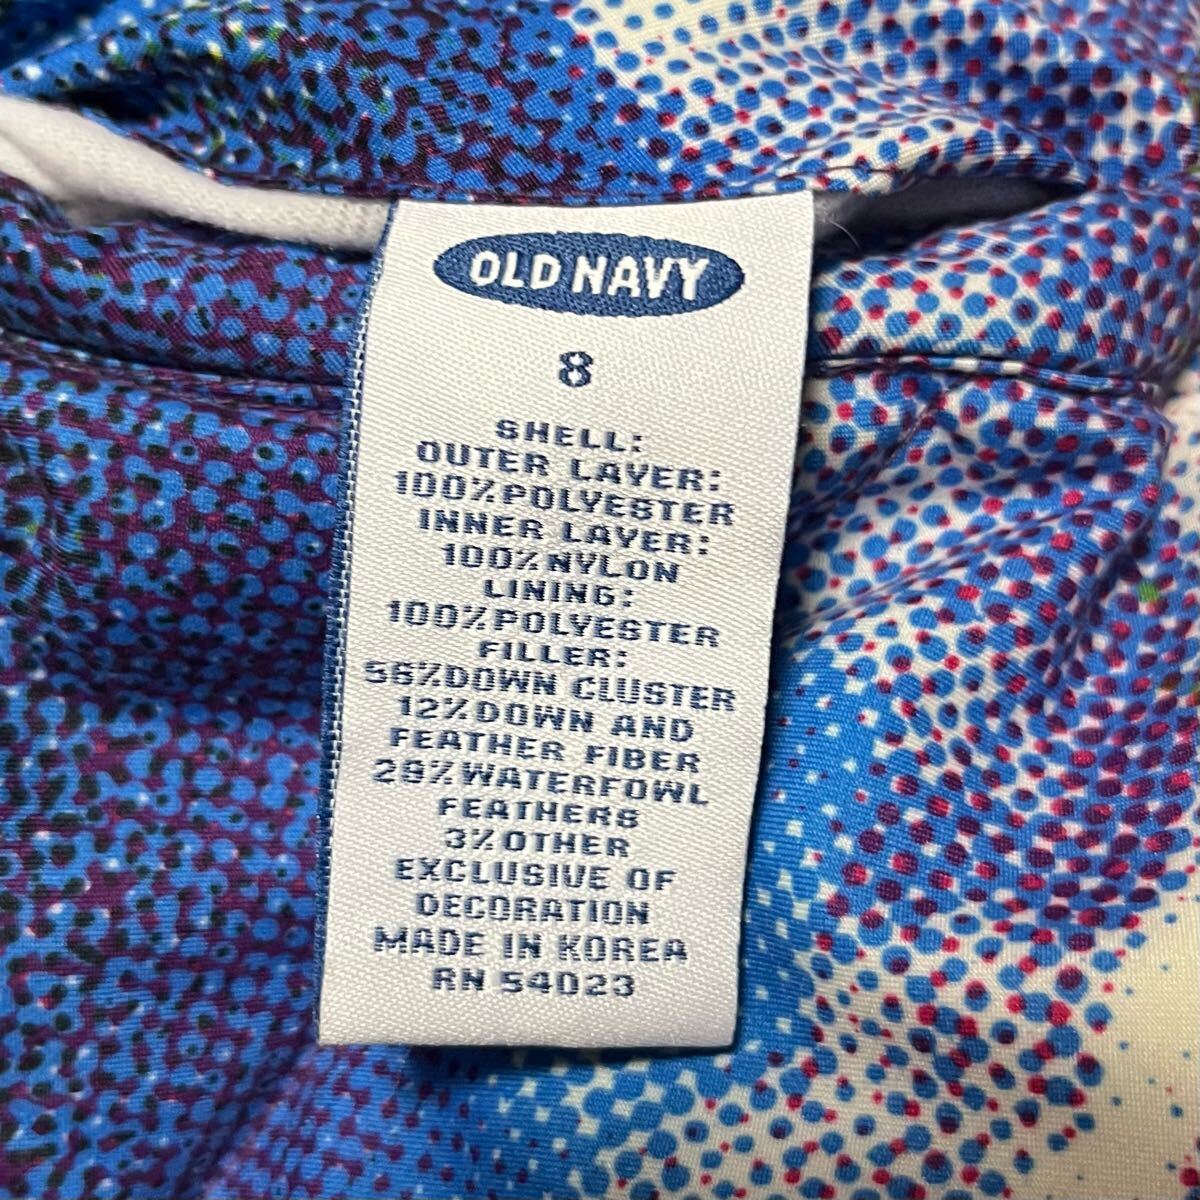 OLD NAVY
8
SHELL:
OUTER LAYER:
100%POLYESTER
INNER LAYER:
100%NYLON
LINING:
100%POLYESTER
FILLER:
56%DOWN CLUSTER
12%DOWN AND
FEATHER FIBER
29%WATERFOWL
FEATHERS
3%OTHER
EXCLUSIVE OF
DECORATION
MADE IN KOREA
RN 54023